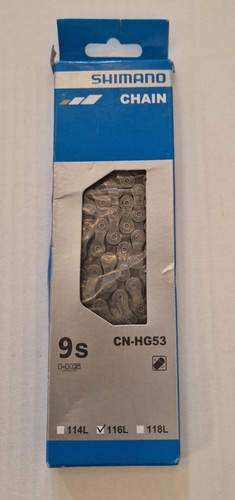 SHIMANO
CHAIN
9s
CN-HG53
114L 116L 118L